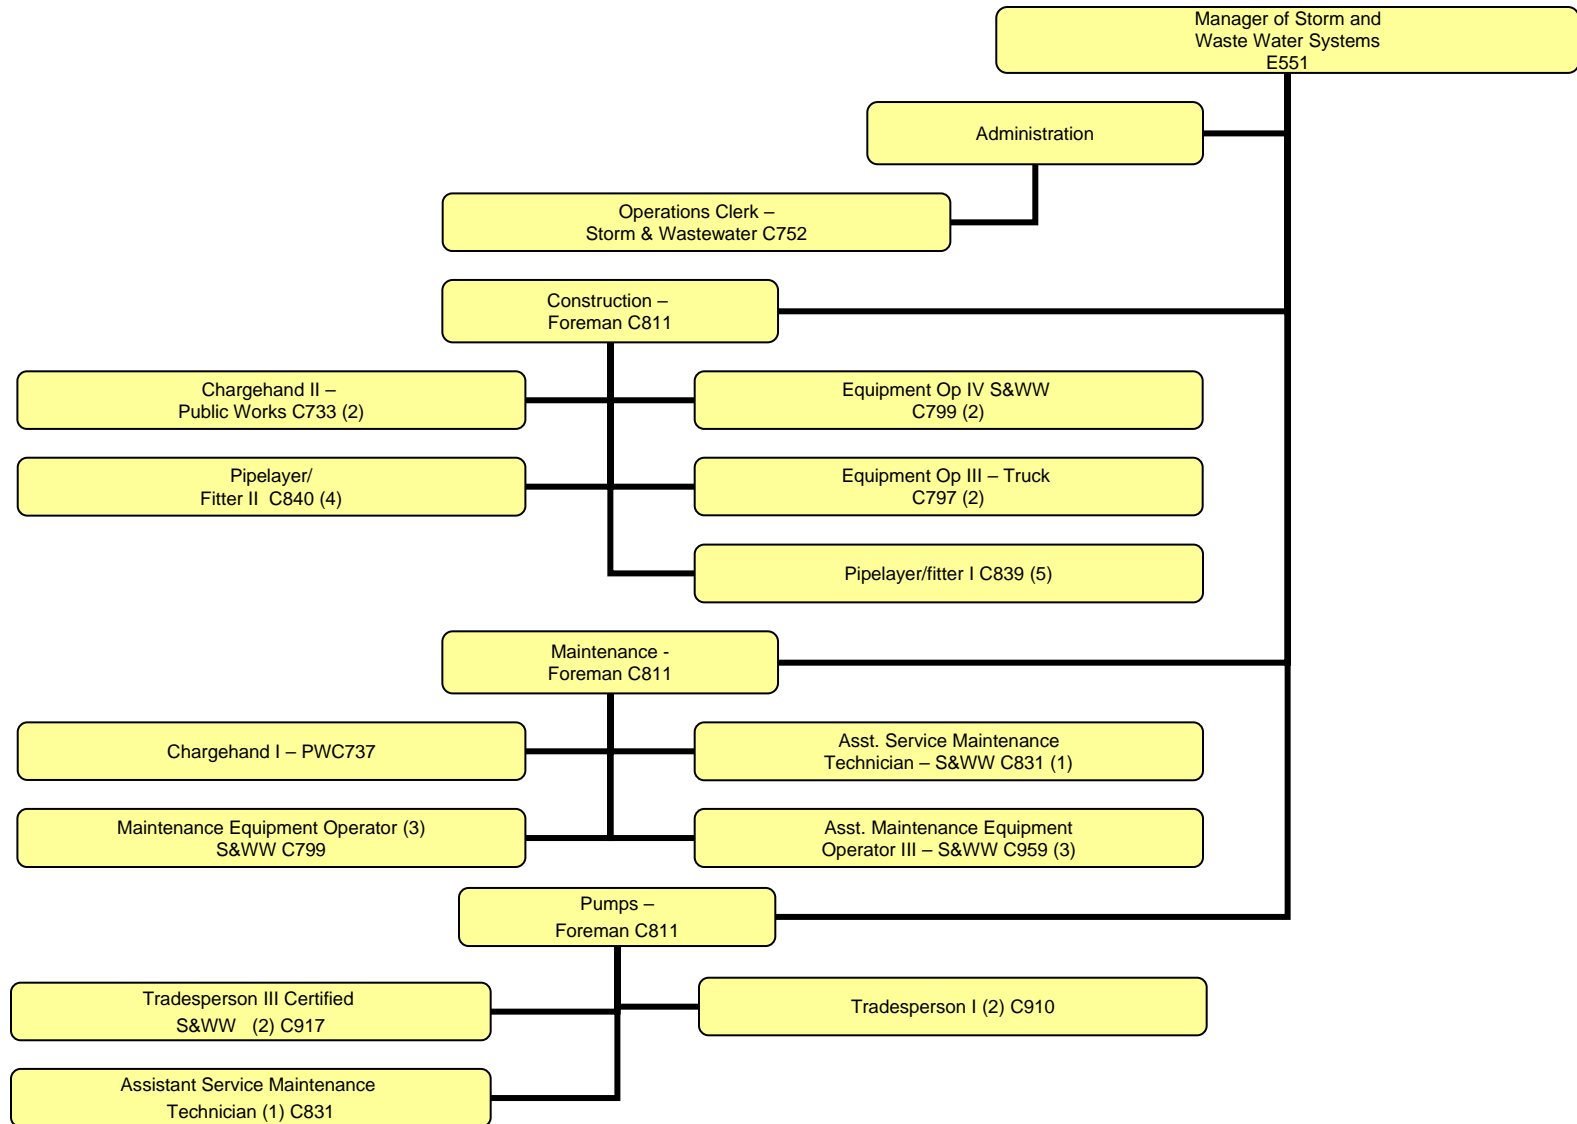 Manager of Storm and
Waste Water Systems
E551
Administration
Operations Clerk –
Storm & Wastewater C752
Construction –
Foreman C811
Chargehand II –
Public Works C733 (2)
Equipment Op IV S&WW
C799 (2)
Pipelayer/
Fitter II C840 (4)
Equipment Op III – Truck
C797 (2)
Pipelayer/fitter I C839 (5)
Maintenance -
Foreman C811
Chargehand I – PWC737
Asst. Service Maintenance
Technician – S&WW C831 (1)
Maintenance Equipment Operator (3)
S&WW C799
Asst. Maintenance Equipment
Operator III – S&WW C959 (3)
Pumps –
Foreman C811
Tradesperson III Certified
S&WW (2) C917
Tradesperson I (2) C910
Assistant Service Maintenance
Technician (1) C831